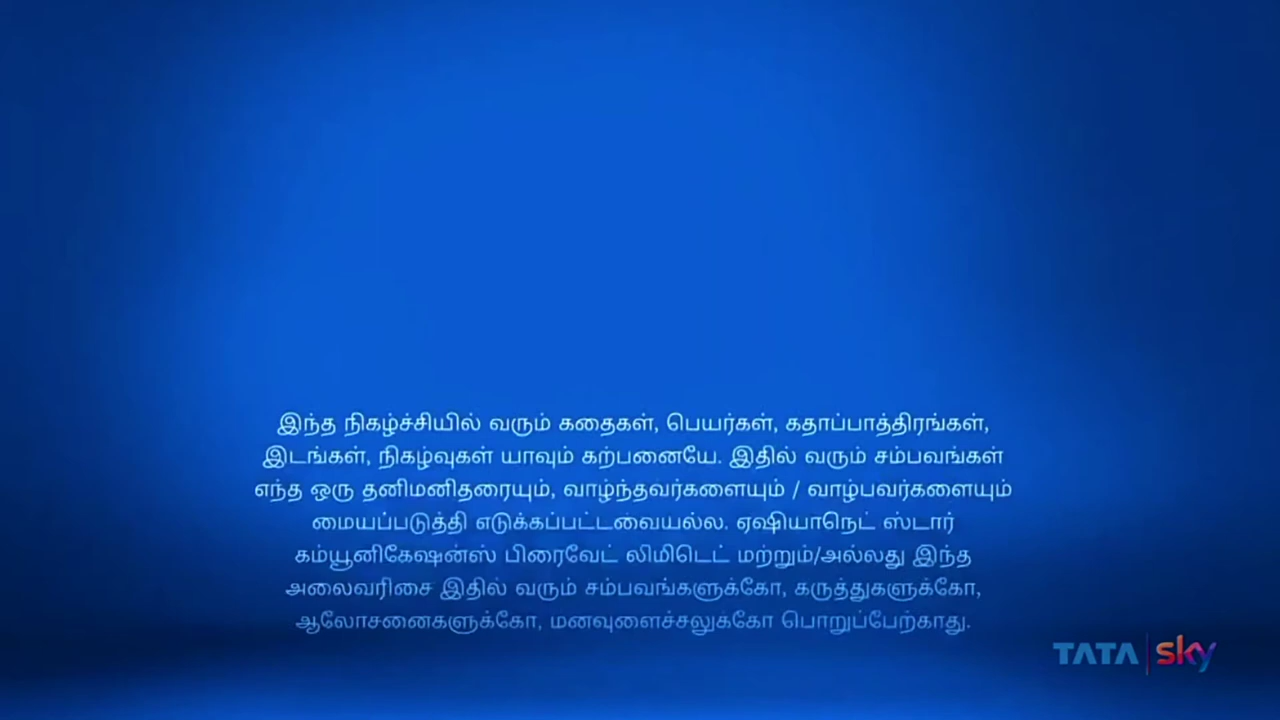 இந்த நிகழ்ச்சியில் வரும் கதைகள், பெயர்கள், கதாப்பாத்திரங்கள்,
இடங்கள், நிகழ்வுகள் யாவும் கற்பனையே. இதில் வரும் சம்பவங்கள்
எந்த ஒரு தனிமனிதரையும், வாழ்ந்தவர்களையும் / வாழ்பவர்களையும்
மையப்படுத்தி எடுக்கப்பட்டவையல்ல. ஏஷியாநெட் ஸ்டார்
கம்யூனிகேஷன்ஸ் பிரைவேட் லிமிடெட் மற்றும்/அல்லது இந்த
அலைவரிசை இதில் வரும் சம்பவங்களுக்கோ, கருத்துகளுக்கோ,
ஆலோசனைகளுக்கோ, மனவுளைச்சலுக்கோ பொறுப்பேற்காது.
TATA sky